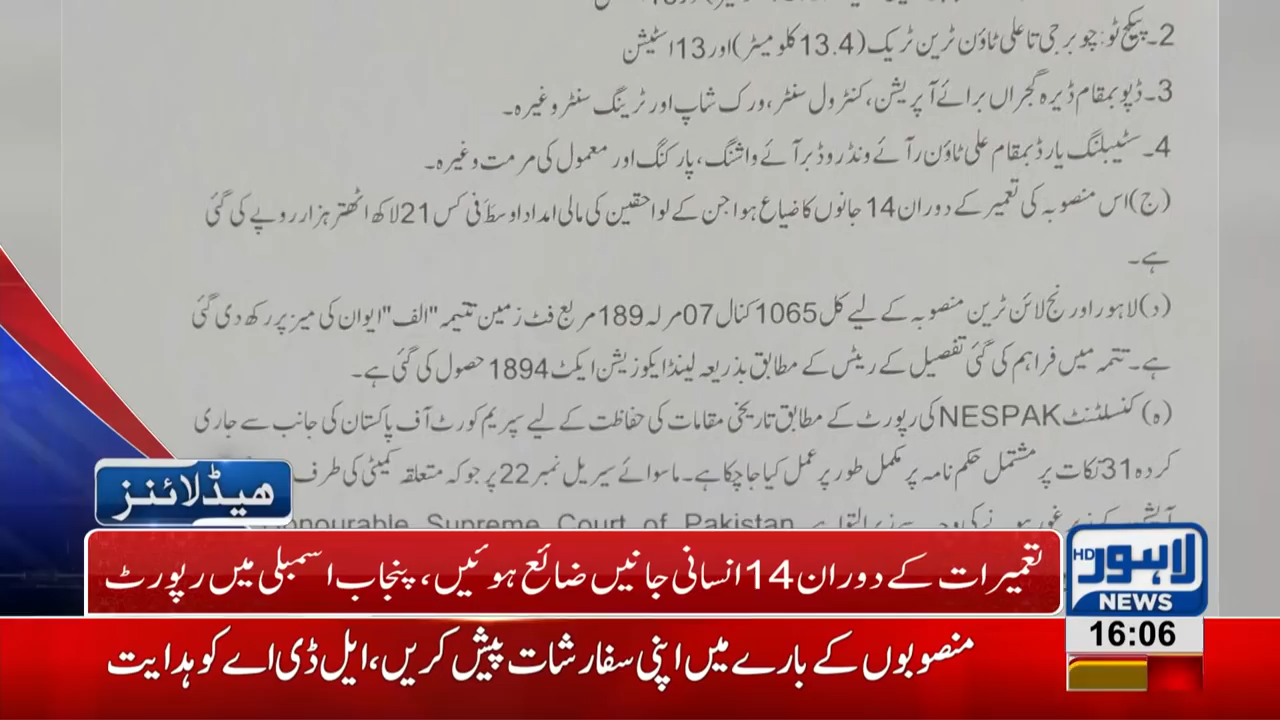 2۔ پیکج ٹو: چوبرجی تا علی ٹاؤن ٹرین ٹریک (13.4 کلومیٹر) اور 13 اسٹیشن
3۔ ڈپو بمقام ڈیرہ گجراں برائے آپریشن، کنٹرول سنٹر، ورک شاپ اور ٹریننگ سنٹر وغیرہ۔
4۔ سٹیبلنگ یارڈ بمقام علی ٹاؤن رائے ونڈ روڈ برآئے واشنگ، پارکنگ اور معمول کی مرمت وغیرہ۔
(ج) اس منصوبہ کی تعمیر کے دوران 14 جانوں کا ضیاع ہوا جن کے لواحقین کی مالی امداد اوسطً فی کس 21 لاکھ اٹھتر ہزار روپے کی گئی
ہے۔
(د) لاہور اورنج لائن ٹرین منصوبہ کے لیے کل 1065 کنال 07 مرلہ 189 مربع فٹ زمین تتیمہ "الف" ایوان کی میز پر رکھ دی گئی
ہے۔ تتمہ میں فراہم کی گئی تفصیل کے ریٹس کے مطابق بذریعہ لینڈ ایکوزیشن ایکٹ 1894 حصول کی گئی ہے۔
(ہ) کنسلٹنٹ NESPAK کی رپورٹ کے مطابق تاریخی مقامات کی حفاظت کے لیے سپریم کورٹ آف پاکستان کی جانب سے جاری
کردہ 31 نکات پر مشتمل حکم نامہ پر مکمل طور پر عمل کیا جا چکا ہے۔ ماسوائے سیریل نمبر 22 پر جو کہ متعلقہ کمیٹی کی طرف
Supreme Court of Pakistan
ھیڈلائنز
تعمیرات کے دوران 14 انسانی جانیں ضائع ہوئیں، پنجاب اسمبلی میں رپورٹ
لاہور HD
NEWS
16:06
منصوبوں کے بارے میں اپنی سفارشات پیش کریں، ایل ڈی اے کو ہدایت